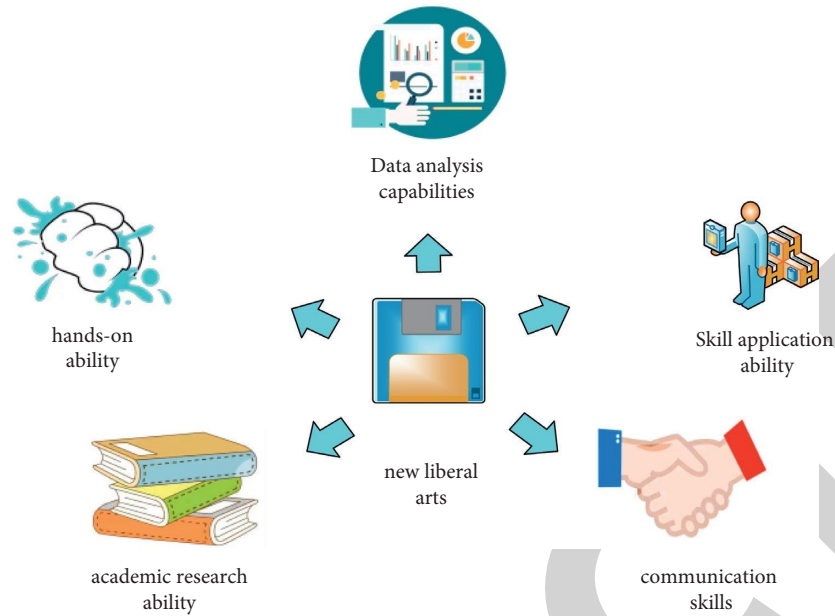 Data analysis
capabilities
hands-on
ability
Skill application
ability
new liberal
arts
academic research
ability
communication
skills